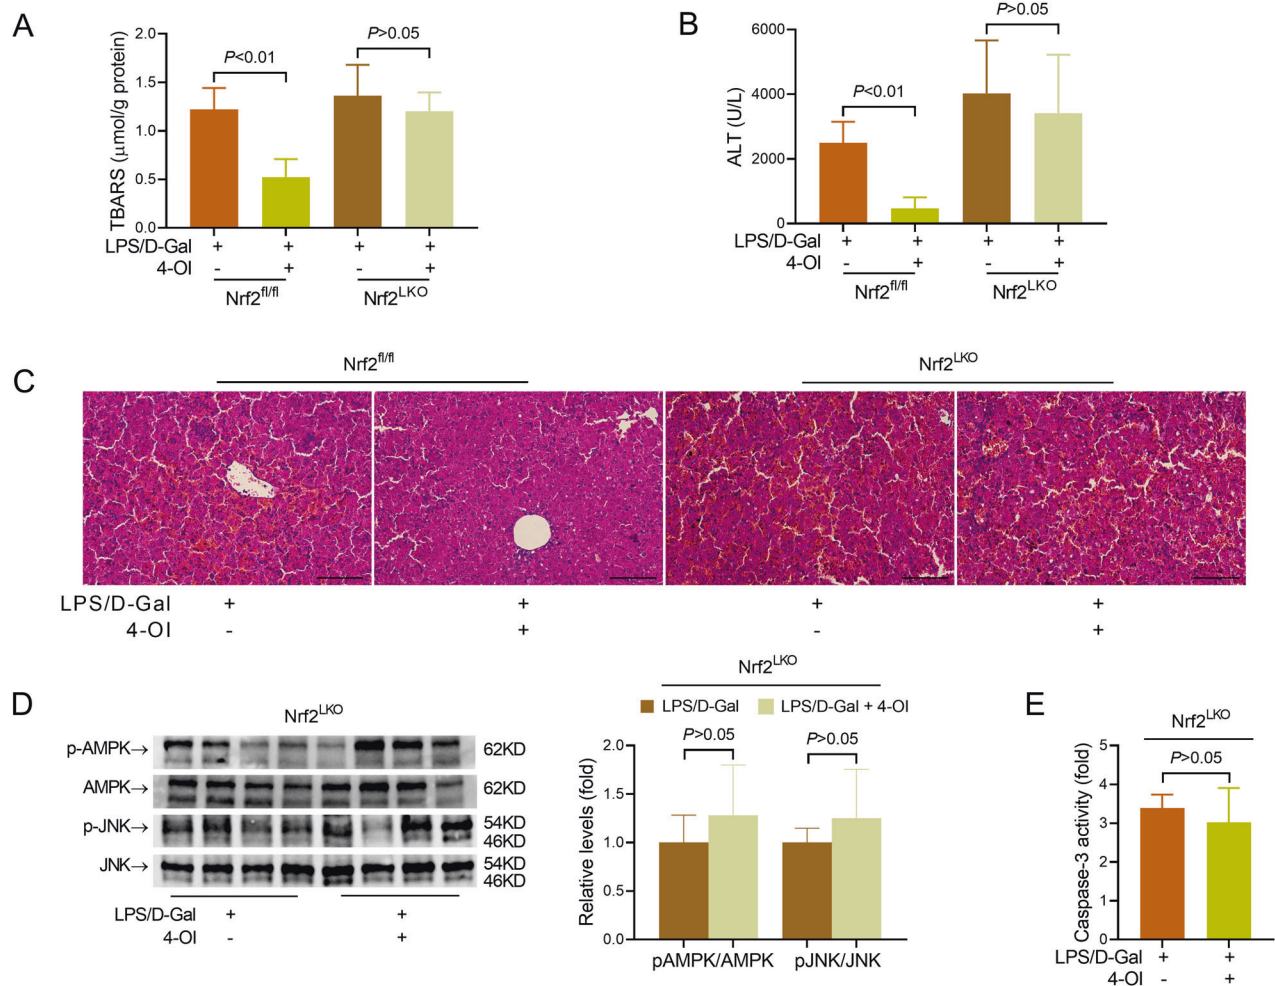 A
TBARS (μmol/g protein)
2.0
1.5
1.0
0.5
0.0
P<0.01
P>0.05
LPS/D-Gal + + + +
4-OI - + - +
Nrf2fl/fl Nrf2LKO
B
ALT (U/L)
6000
4000
2000
0
P<0.01
P>0.05
LPS/D-Gal + + + +
4-OI - + - +
Nrf2fl/fl Nrf2LKO
C
Nrf2fl/fl Nrf2LKO
LPS/D-Gal + + + +
4-OI - + - +
D
Nrf2LKO
p-AMPK→ 62KD
AMPK→ 62KD
p-JNK→ 54KD
46KD
JNK→ 54KD
46KD
LPS/D-Gal + +
4-OI - +
Nrf2LKO
LPS/D-Gal LPS/D-Gal + 4-OI
Relative levels (fold)
2.0
1.5
1.0
0.5
0.0
P>0.05 P>0.05
pAMPK/AMPK pJNK/JNK
E
Nrf2LKO
Caspase-3 activity (fold)
5
4
3
2
1
0
P>0.05
LPS/D-Gal + +
4-OI - +